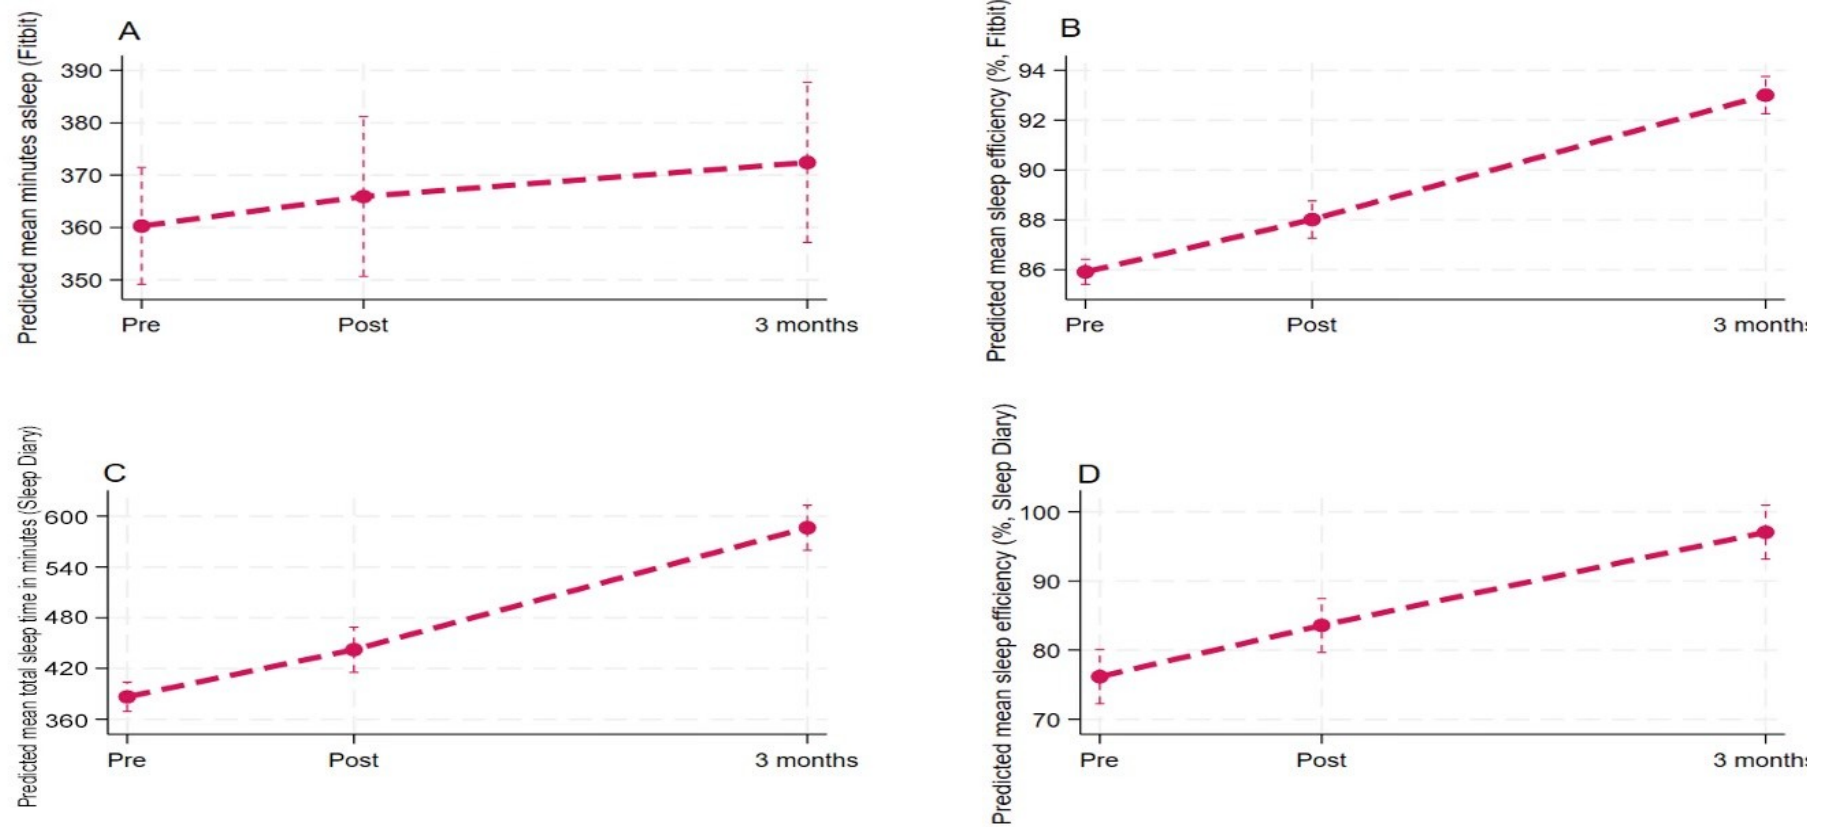 A
Predicted mean minutes asleep (Fitbit)
390
380
370
360
350
Pre Post 3 months
B
Predicted mean sleep efficiency (%, Fitbit)
94
92
90
88
86
Pre Post 3 months
C
Predicted mean total sleep time in minutes (Sleep Diary)
600
540
480
420
360
Pre Post 3 months
D
Predicted mean sleep efficiency (%, Sleep Diary)
100
90
80
70
Pre Post 3 months